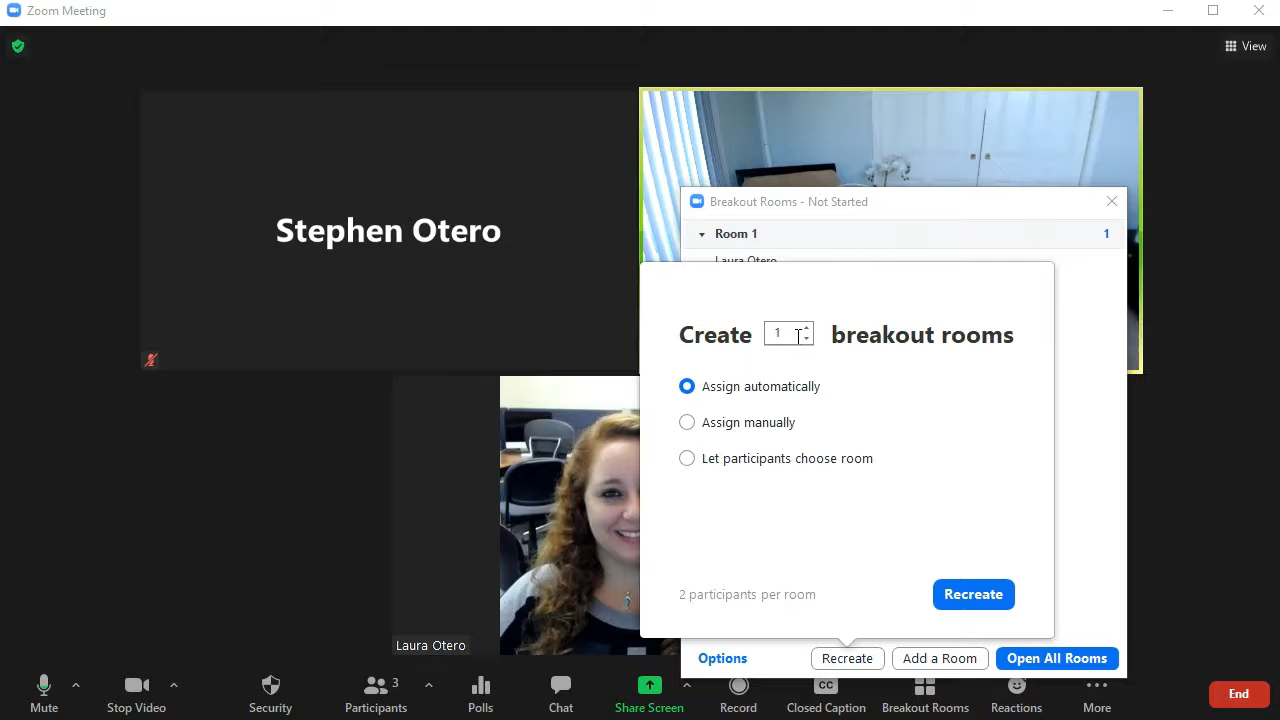 Zoom Meeting
View
Stephen Otero
Breakout Rooms - Not Started
Room 1
1
Laura Otero
Create 1 breakout rooms
Assign automatically
Assign manually
Let participants choose room
2 participants per room
Recreate
Laura Otero
Options
Recreate
Add a Room
Open All Rooms
Mute
Stop Video
Security
Participants
3
Polls
Chat
Share Screen
Record
CC
Closed Caption
Breakout Rooms
Reactions
More
End